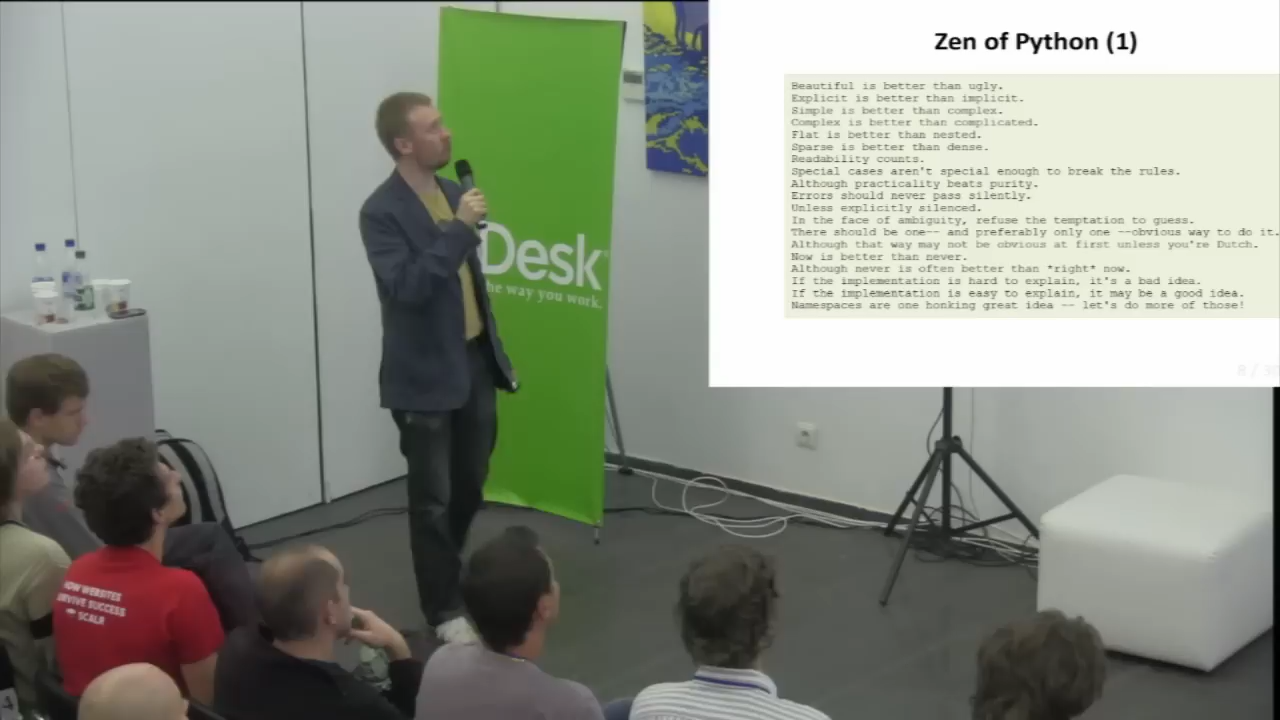 Zen of Python (1)
Beautiful is better than ugly.
Explicit is better than implicit.
Simple is better than complex.
Complex is better than complicated.
Flat is better than nested.
Sparse is better than dense.
Readability counts.
Special cases aren't special enough to break the rules.
Although practicality beats purity.
Errors should never pass silently.
Unless explicitly silenced.
In the face of ambiguity, refuse the temptation to guess.
There should be one-- and preferably only one --obvious way to do it.
Although that way may not be obvious at first unless you're Dutch.
Now is better than never.
Although never is often better than *right* now.
If the implementation is hard to explain, it's a bad idea.
If the implementation is easy to explain, it may be a good idea.
Namespaces are one honking great idea -- let's do more of those!
8 /
Desk
the way you work.
WEBSITES
SUCCESS
SCALR